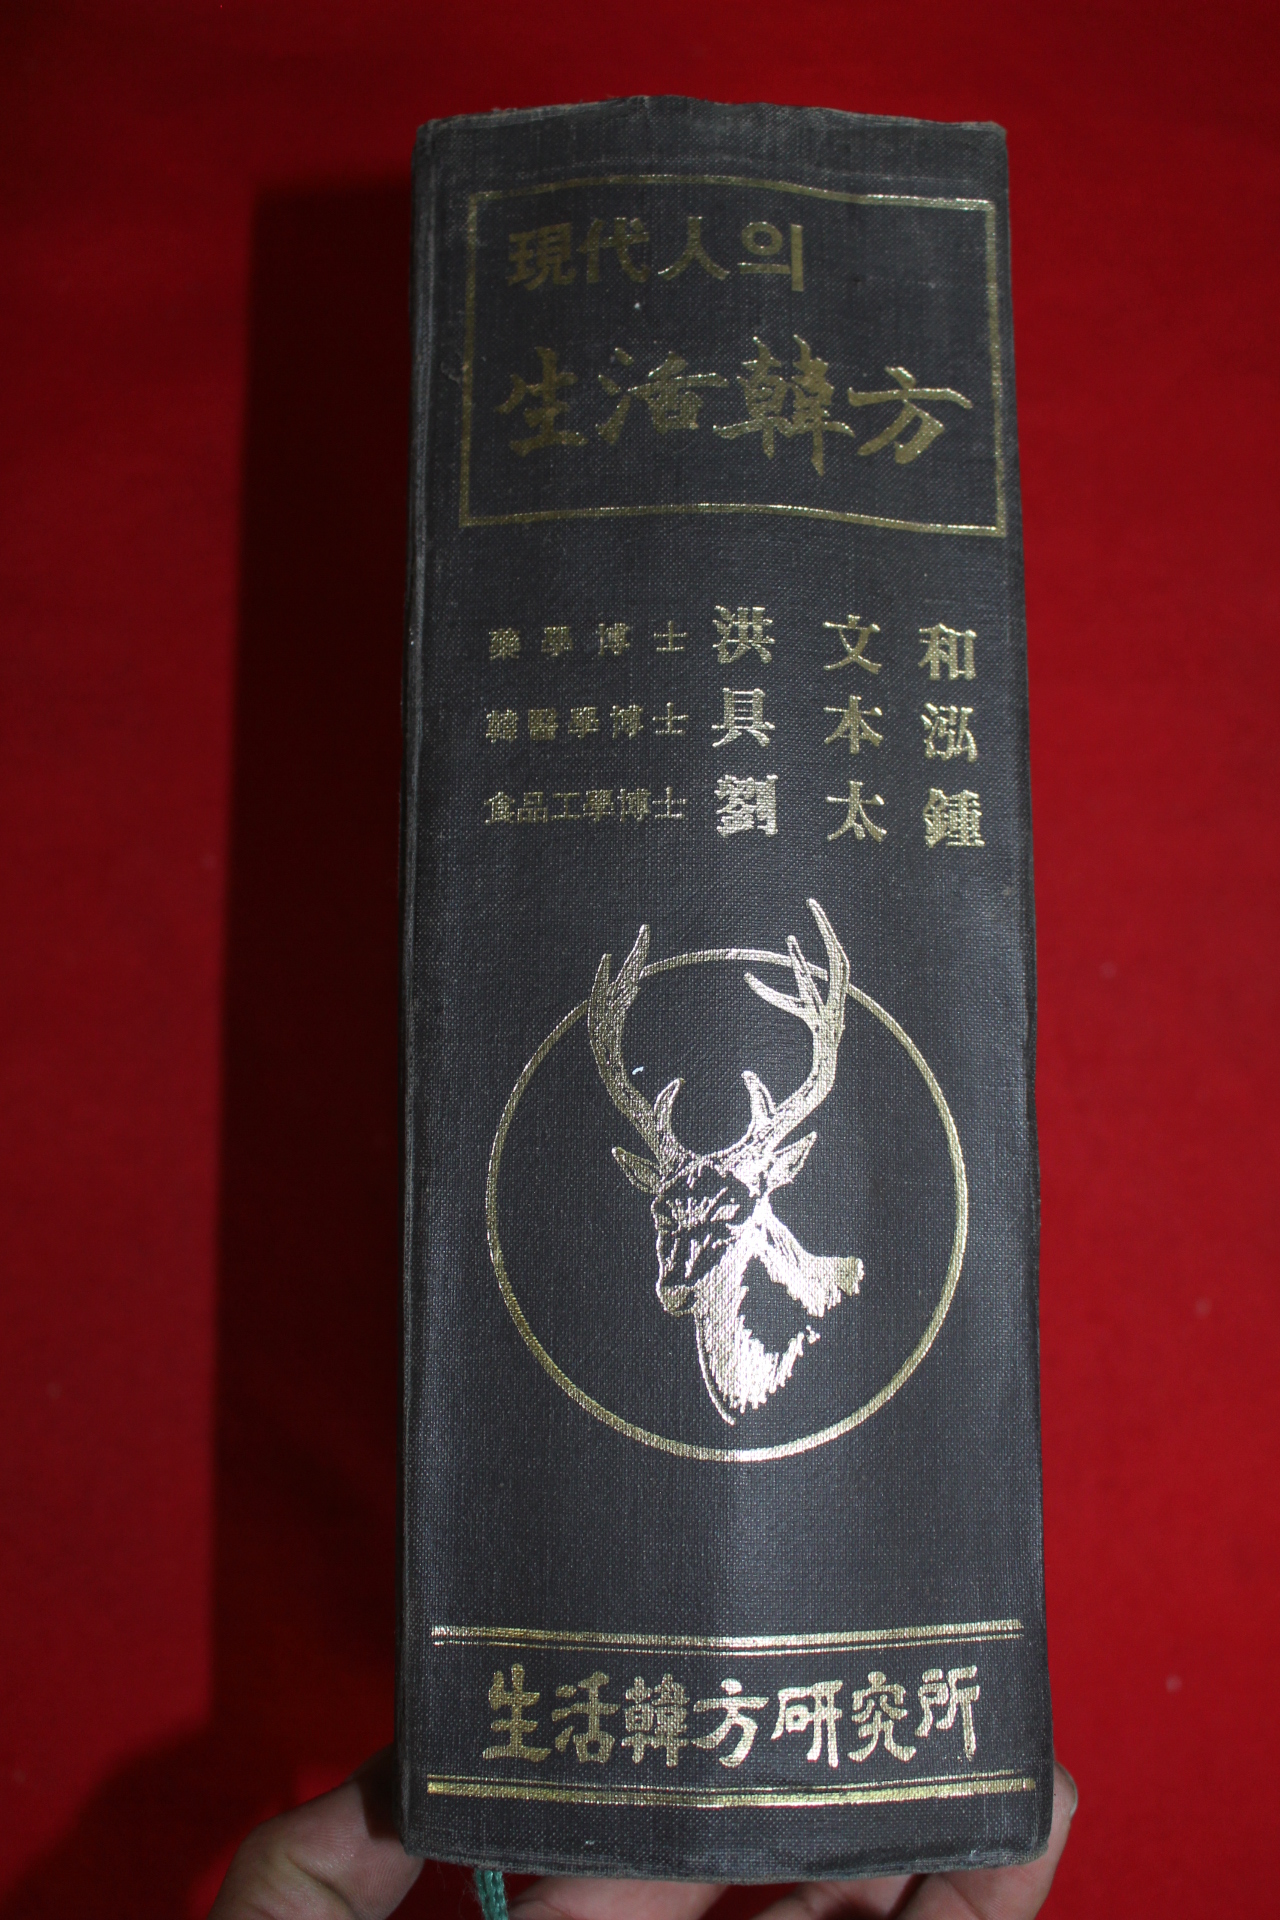 現代人의
生活韓方
藥學博士 洪文和
韓醫學博士 具本泓
食品工學博士 劉太鍾
生活韓方硏究所